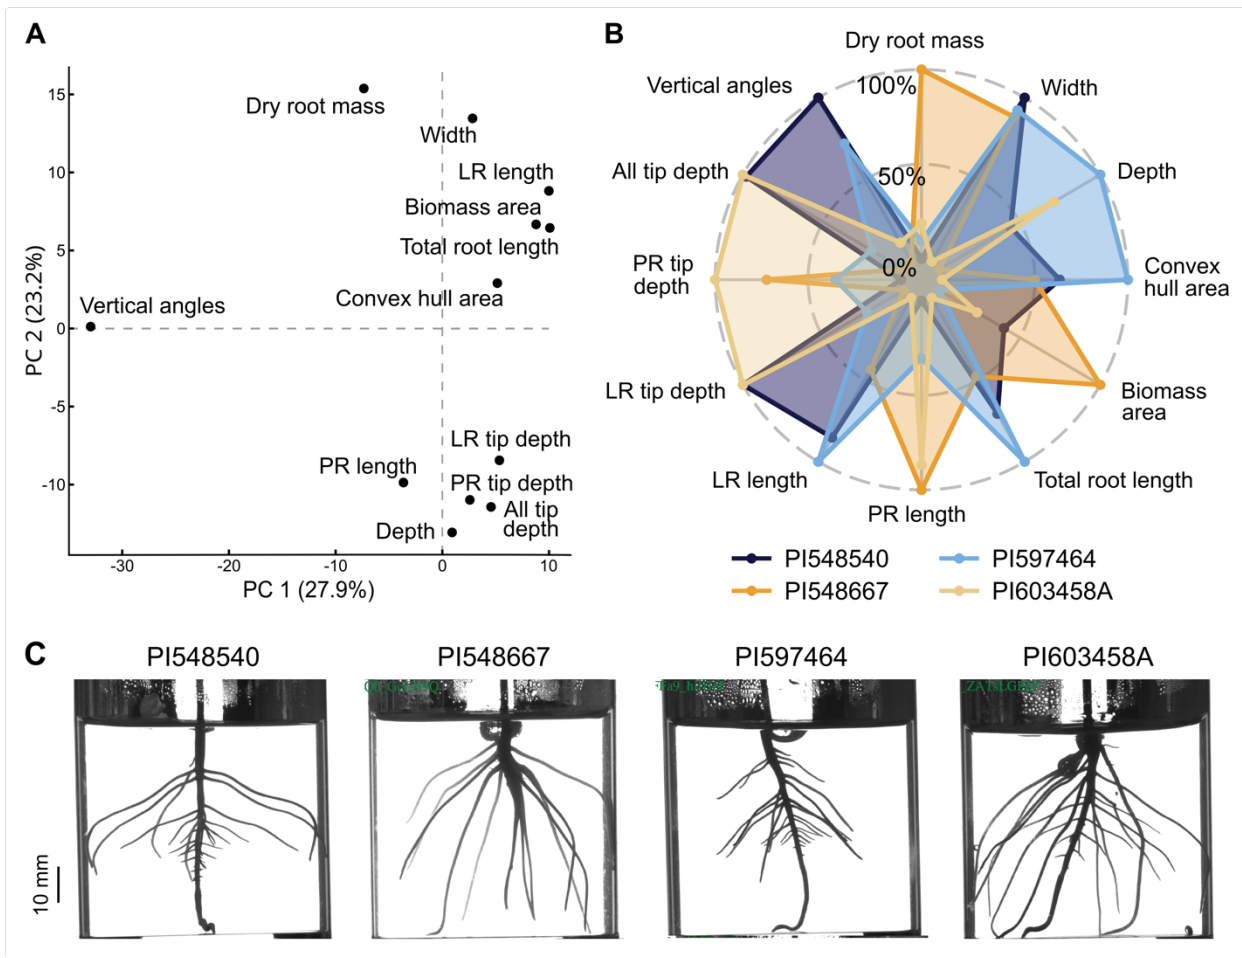 A
PC 2 (23.2%)
15
10
5
0
-5
-10
Dry root mass
Width
LR length
Biomass area
Total root length
Convex hull area
Vertical angles
LR tip depth
PR length
PR tip depth
All tip
depth
Depth
-30
-20
-10
0
10
PC 1 (27.9%)
B
Dry root mass
Vertical angles
100%
Width
All tip depth
50%
Depth
PR tip
depth
0%
Convex
hull area
LR tip depth
Biomass
area
LR length
Total root length
PR length
PI548540
PI597464
PI548667
PI603458A
C
PI548540
PI548667
PI597464
PI603458A
10 mm